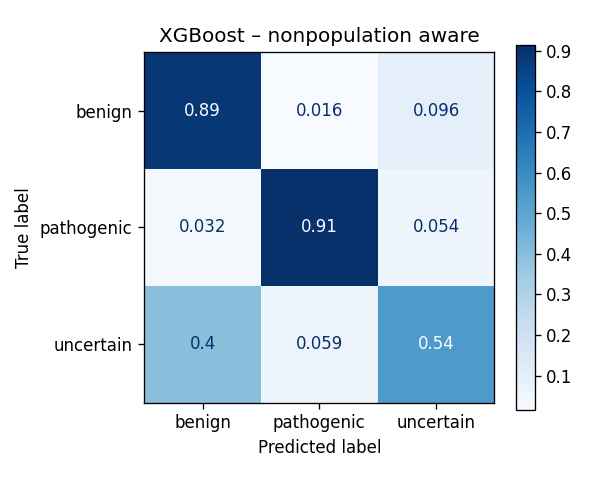 XGBoost – nonpopulation aware
True label
benign 0.89 0.016 0.096
pathogenic 0.032 0.91 0.054
uncertain 0.4 0.059 0.54
benign pathogenic uncertain
Predicted label
0.9
0.8
0.7
0.6
0.5
0.4
0.3
0.2
0.1